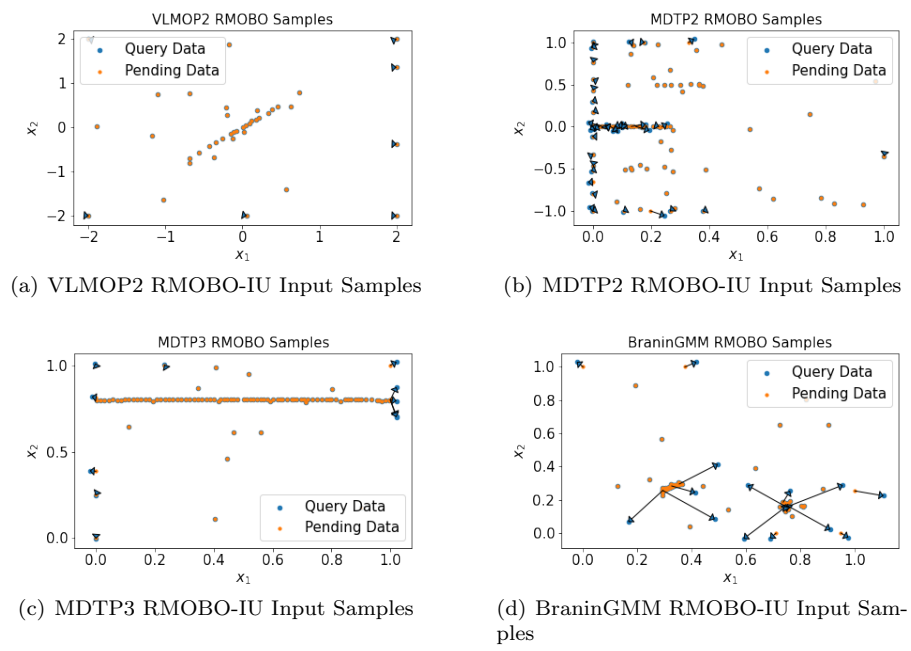 VLMOP2 RMOBO Samples
Query Data
Pending Data
2
1
0
−1
−2
x2
−2
−1
0
1
2
x1
(a) VLMOP2 RMOBO-IU Input Samples
MDTP2 RMOBO Samples
Query Data
Pending Data
1.0
0.5
0.0
−0.5
−1.0
x2
0.0
0.2
0.4
0.6
0.8
1.0
x1
(b) MDTP2 RMOBO-IU Input Samples
MDTP3 RMOBO Samples
1.0
0.5
0.0
x2
Query Data
Pending Data
0.0
0.2
0.4
0.6
0.8
1.0
x1
(c) MDTP3 RMOBO-IU Input Samples
BraninGMM RMOBO Samples
Query Data
Pending Data
1.0
0.8
0.6
0.4
0.2
0.0
x2
0.0
0.2
0.4
0.6
0.8
1.0
x1
(d) BraninGMM RMOBO-IU Input Sam-
ples